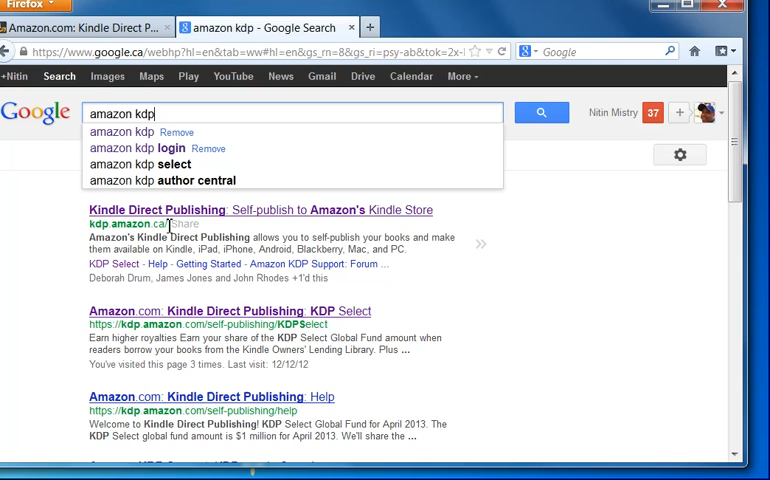 Firefox
Amazon.com: Kindle Direct P...
amazon kdp - Google Search
https://www.google.ca/webhp?hl=en&tab=ww#hl=en&gs_rn=8&gs_ri=psy-ab&tok=2x-
Google
+Nitin Search Images Maps Play YouTube News Gmail Drive Calendar More
Google
amazon kdp
Nitin Mistry 37 +
amazon kdp Remove
amazon kdp login Remove
amazon kdp select
amazon kdp author central
Kindle Direct Publishing: Self-publish to Amazon's Kindle Store
kdp.amazon.ca/ Share
Amazon's Kindle Direct Publishing allows you to self-publish your books and make
them available on Kindle, iPad, iPhone, Android, Blackberry, Mac, and PC.
KDP Select - Help - Getting Started - Amazon KDP Support: Forum ...
Deborah Drum, James Jones and John Rhodes +1'd this
Amazon.com: Kindle Direct Publishing: KDP Select
https://kdp.amazon.com/self-publishing/KDPSelect
Earn higher royalties Earn your share of the KDP Select Global Fund amount when
readers borrow your books from the Kindle Owners' Lending Library. Plus ...
You've visited this page 3 times. Last visit: 12/12/12
Amazon.com: Kindle Direct Publishing: Help
https://kdp.amazon.com/self-publishing/help
Welcome to Kindle Direct Publishing! KDP Select Global Fund for April 2013. The
KDP Select global fund amount is $1 million for April 2013. We'll share the ...